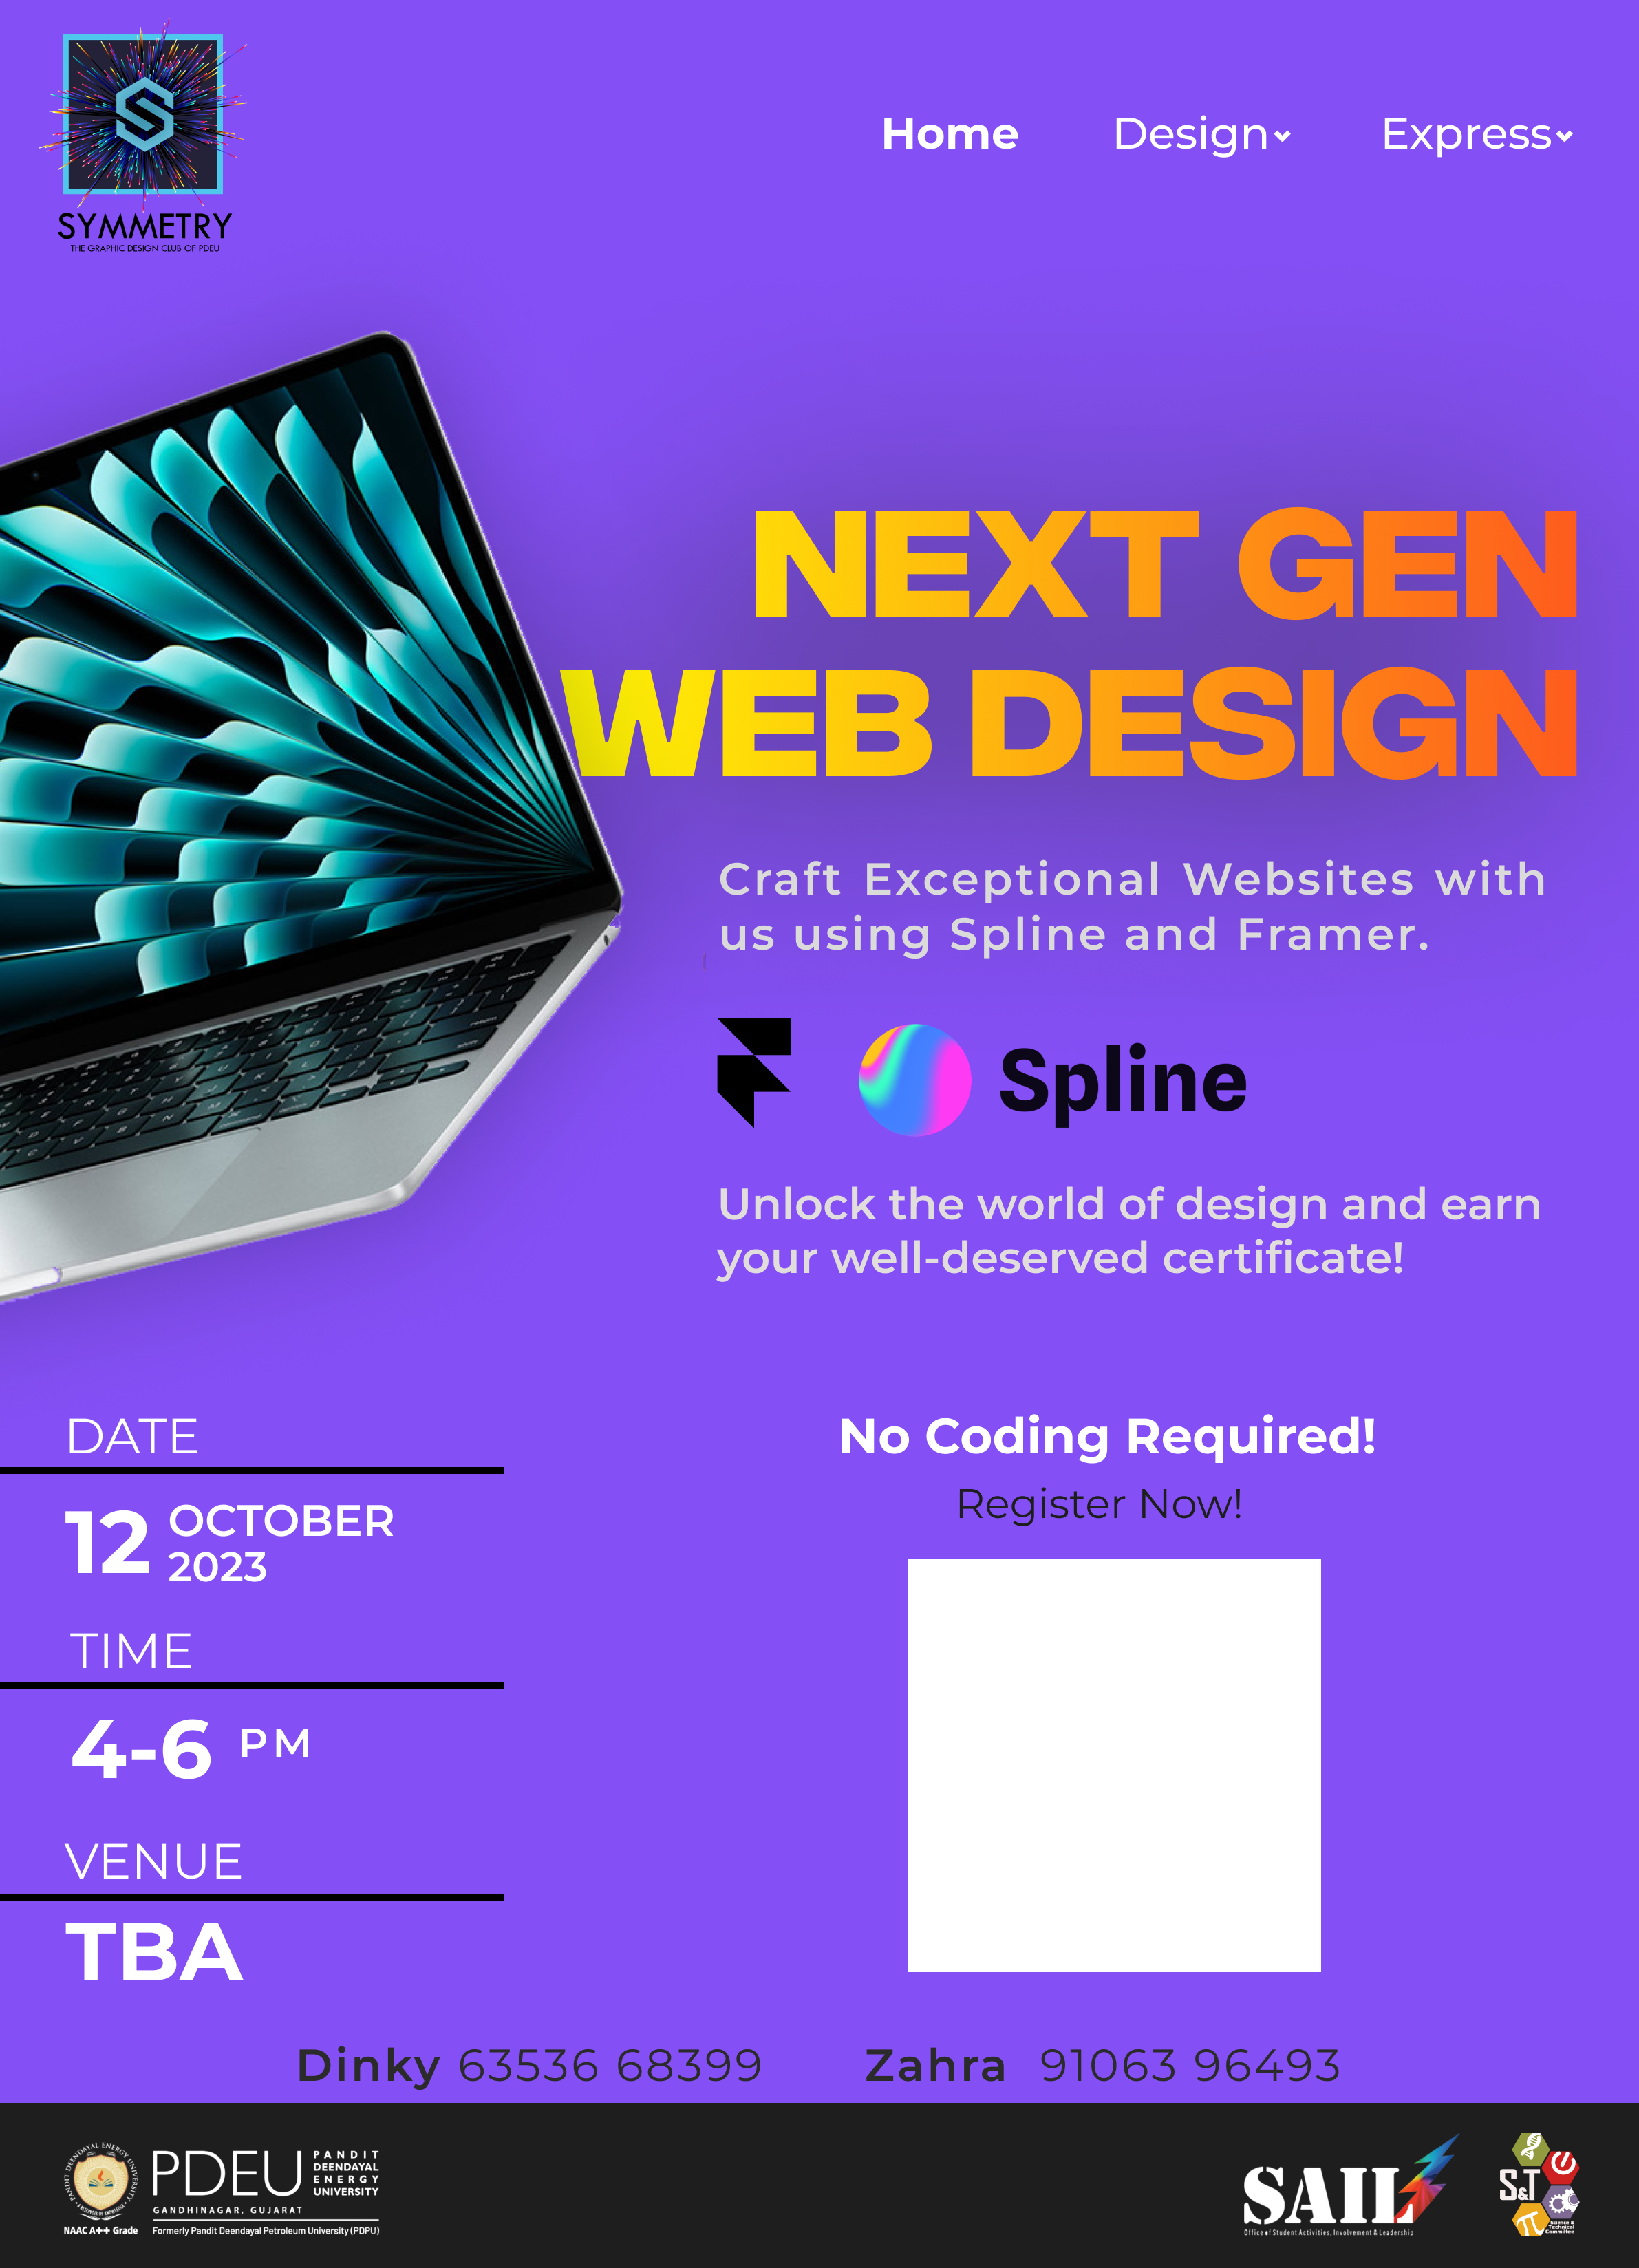 SYMMETRY
THE GRAPHIC DESIGN CLUB OF PDEU
Home Design Express
NEXT GEN
WEB DESIGN
Craft Exceptional Websites with
us using Spline and Framer.
Spline
Unlock the world of design and earn
your well-deserved certificate!
DATE
12 OCTOBER
2023
TIME
4-6 PM
VENUE
TBA
No Coding Required!
Register Now!
Dinky 63536 68399 Zahra 91063 96493
PANDIT DEENDAYAL ENERGY UNIVERSITY
NAAC A++ Grade
PDEU
PANDIT
DEENDAYAL
ENERGY
UNIVERSITY
GANDHINAGAR, GUJARAT
Formerly Pandit Deendayal Petroleum University (PDPU)
SAIL
Office of Student Activities, Involvement & Leadership
S&T
Science &
Technical
Committee